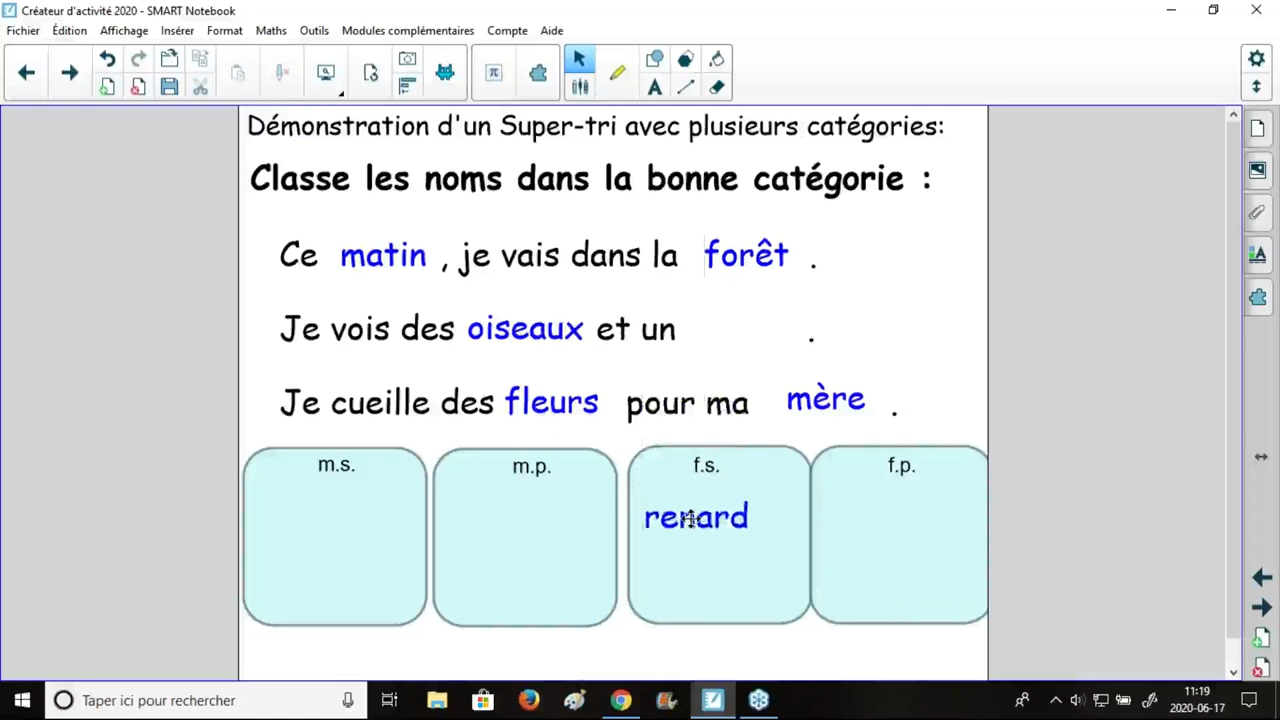 Créateur d'activité 2020 - SMART Notebook
Fichier Édition Affichage Insérer Format Maths Outils Modules complémentaires Compte Aide
Démonstration d'un Super-tri avec plusieurs catégories:
Classe les noms dans la bonne catégorie :
Ce matin , je vais dans la forêt .
Je vois des oiseaux et un .
Je cueille des fleurs pour ma mère .
m.s. m.p. f.s. f.p.
renard
Taper ici pour rechercher
11:19
2020-06-17